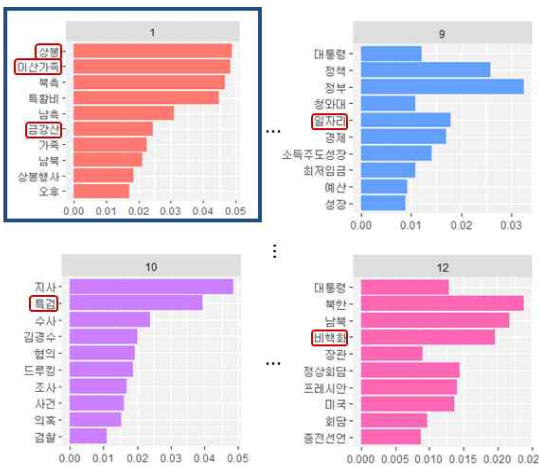 1
상봉
이산가족
북측
특활비
남측
금강산
가족
남북
상봉행사
오후
0.00 0.01 0.02 0.03 0.04 0.05
...
9
대통령
정책
정부
청와대
일자리
경제
소득주도성장
최저임금
예산
성장
0.00 0.01 0.02 0.03
...
10
지사
특검
수사
김경수
혐의
드루킹
조사
사건
의혹
검찰
0.00 0.01 0.02 0.03 0.04 0.05
...
12
대통령
북한
남북
비핵화
장관
정상회담
프레시안
미국
회담
종전선언
0.000 0.005 0.010 0.015 0.020 0.02